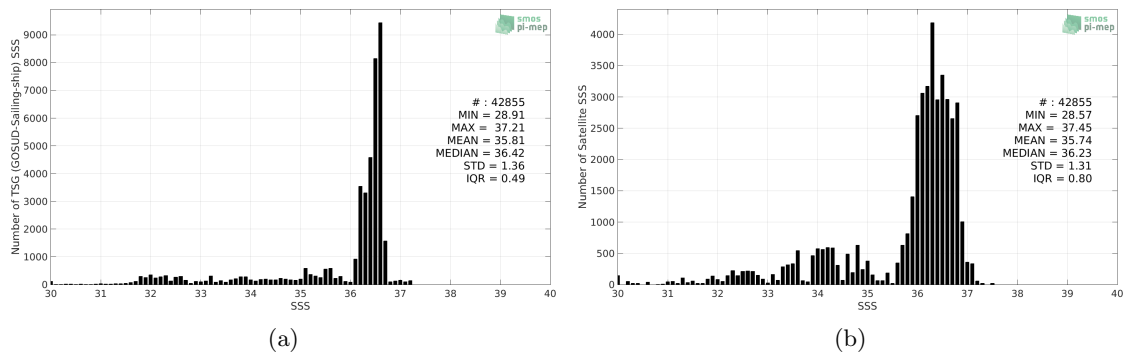 Number of TSG (GOSUD-Sailing-ship) SSS
9000
8000
7000
6000
5000
4000
3000
2000
1000
0
30 31 32 33 34 35 36 37 38 39 40
SSS
smos
pi-mep
# : 42855
MIN = 28.91
MAX = 37.21
MEAN = 35.81
MEDIAN = 36.42
STD = 1.36
IQR = 0.49
(a)
Number of Satellite SSS
4000
3500
3000
2500
2000
1500
1000
500
0
30 31 32 33 34 35 36 37 38 39 40
SSS
smos
pi-mep
# : 42855
MIN = 28.57
MAX = 37.45
MEAN = 35.74
MEDIAN = 36.23
STD = 1.31
IQR = 0.80
(b)